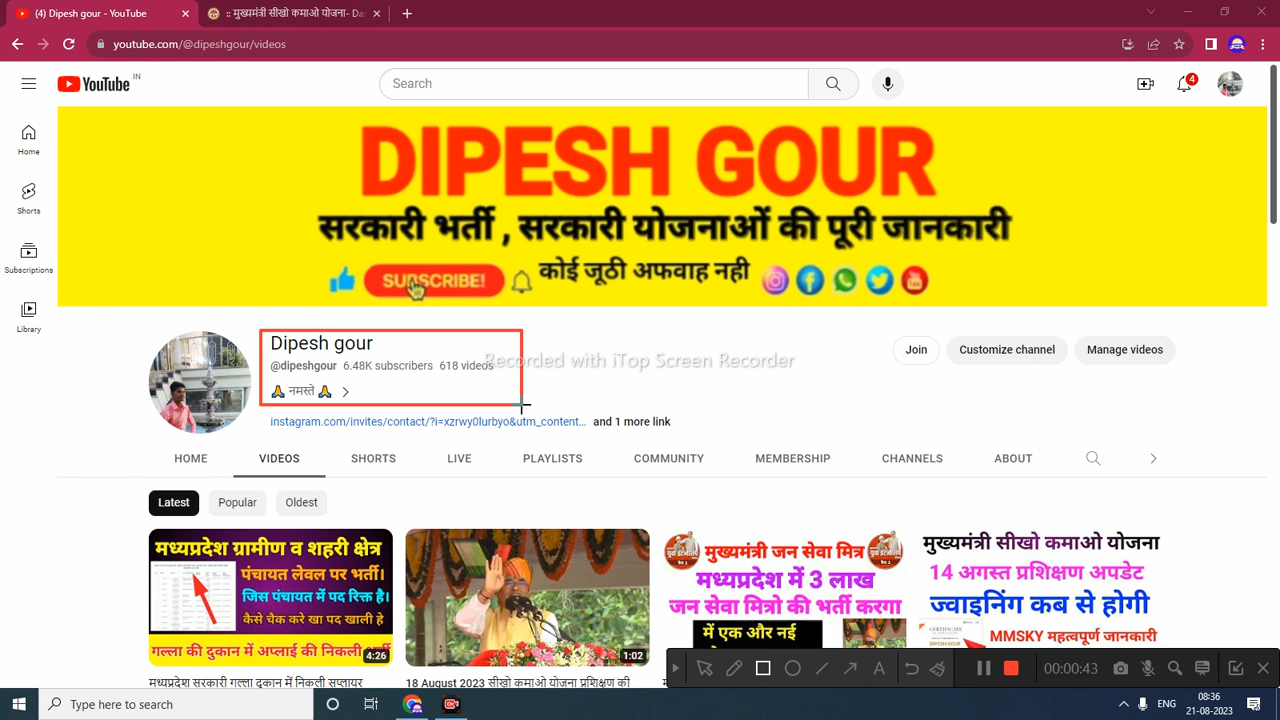 (4) Dipesh gour - YouTube
:: मुख्यमंत्री सीखो कमाओ योजना- Da
youtube.com/@dipeshgour/videos
YouTube IN
Search
4
Home
Shorts
Subscriptions
Library
DIPESH GOUR
सरकारी भर्ती , सरकारी योजनाओं की पूरी जानकारी
SUBSCRIBE!
कोई जूठी अफवाह नही
Dipesh gour
@dipeshgour 6.48K subscribers 618 videos
Recorded with iTop Screen Recorder
🙏 नमस्ते 🙏
instagram.com/invites/contact/?i=xzrwy0lurbyo&utm_content... and 1 more link
Join
Customize channel
Manage videos
HOME
VIDEOS
SHORTS
LIVE
PLAYLISTS
COMMUNITY
MEMBERSHIP
CHANNELS
ABOUT
Latest
Popular
Oldest
मध्यप्रदेश ग्रामीण व शहरी क्षेत्र
पंचायत लेवल पर भर्ती।
जिस पंचायत में पद रिक्त है।
कैसे चैक करे खा पद खाली हे
गल्ला की दुकान में अप्लाई की निकली
4:26
1:02
मुख्यमंत्री जन सेवा मित्र
मध्यप्रदेश में 3 लाख
जन सेवा मित्रो की भर्ती करगा
में एक और नई
मुख्यमंत्री सीखो कमाओ योजना
14 अगस्त प्रशिक्षण अपडेट
ज्वाइनिंग कब से होगी
CERTIFICATE
MMSKY महत्वपूर्ण जानकारी
मध्यप्रदेश सरकारी गल्ला दुकान में निकली सप्लायर
18 August 2023 सीखो कमाओ योजना प्रशिक्षण की
00:00:43
Type here to search
ENG
08:36
21-08-2023